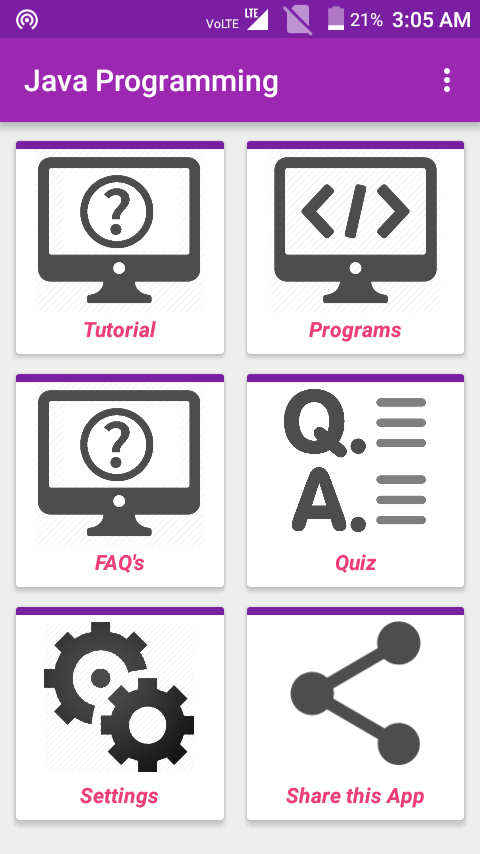 VoLTE LTE 21% 3:05 AM
Java Programming
Tutorial
Programs
FAQ's
Q.
A.
Quiz
Settings
Share this App